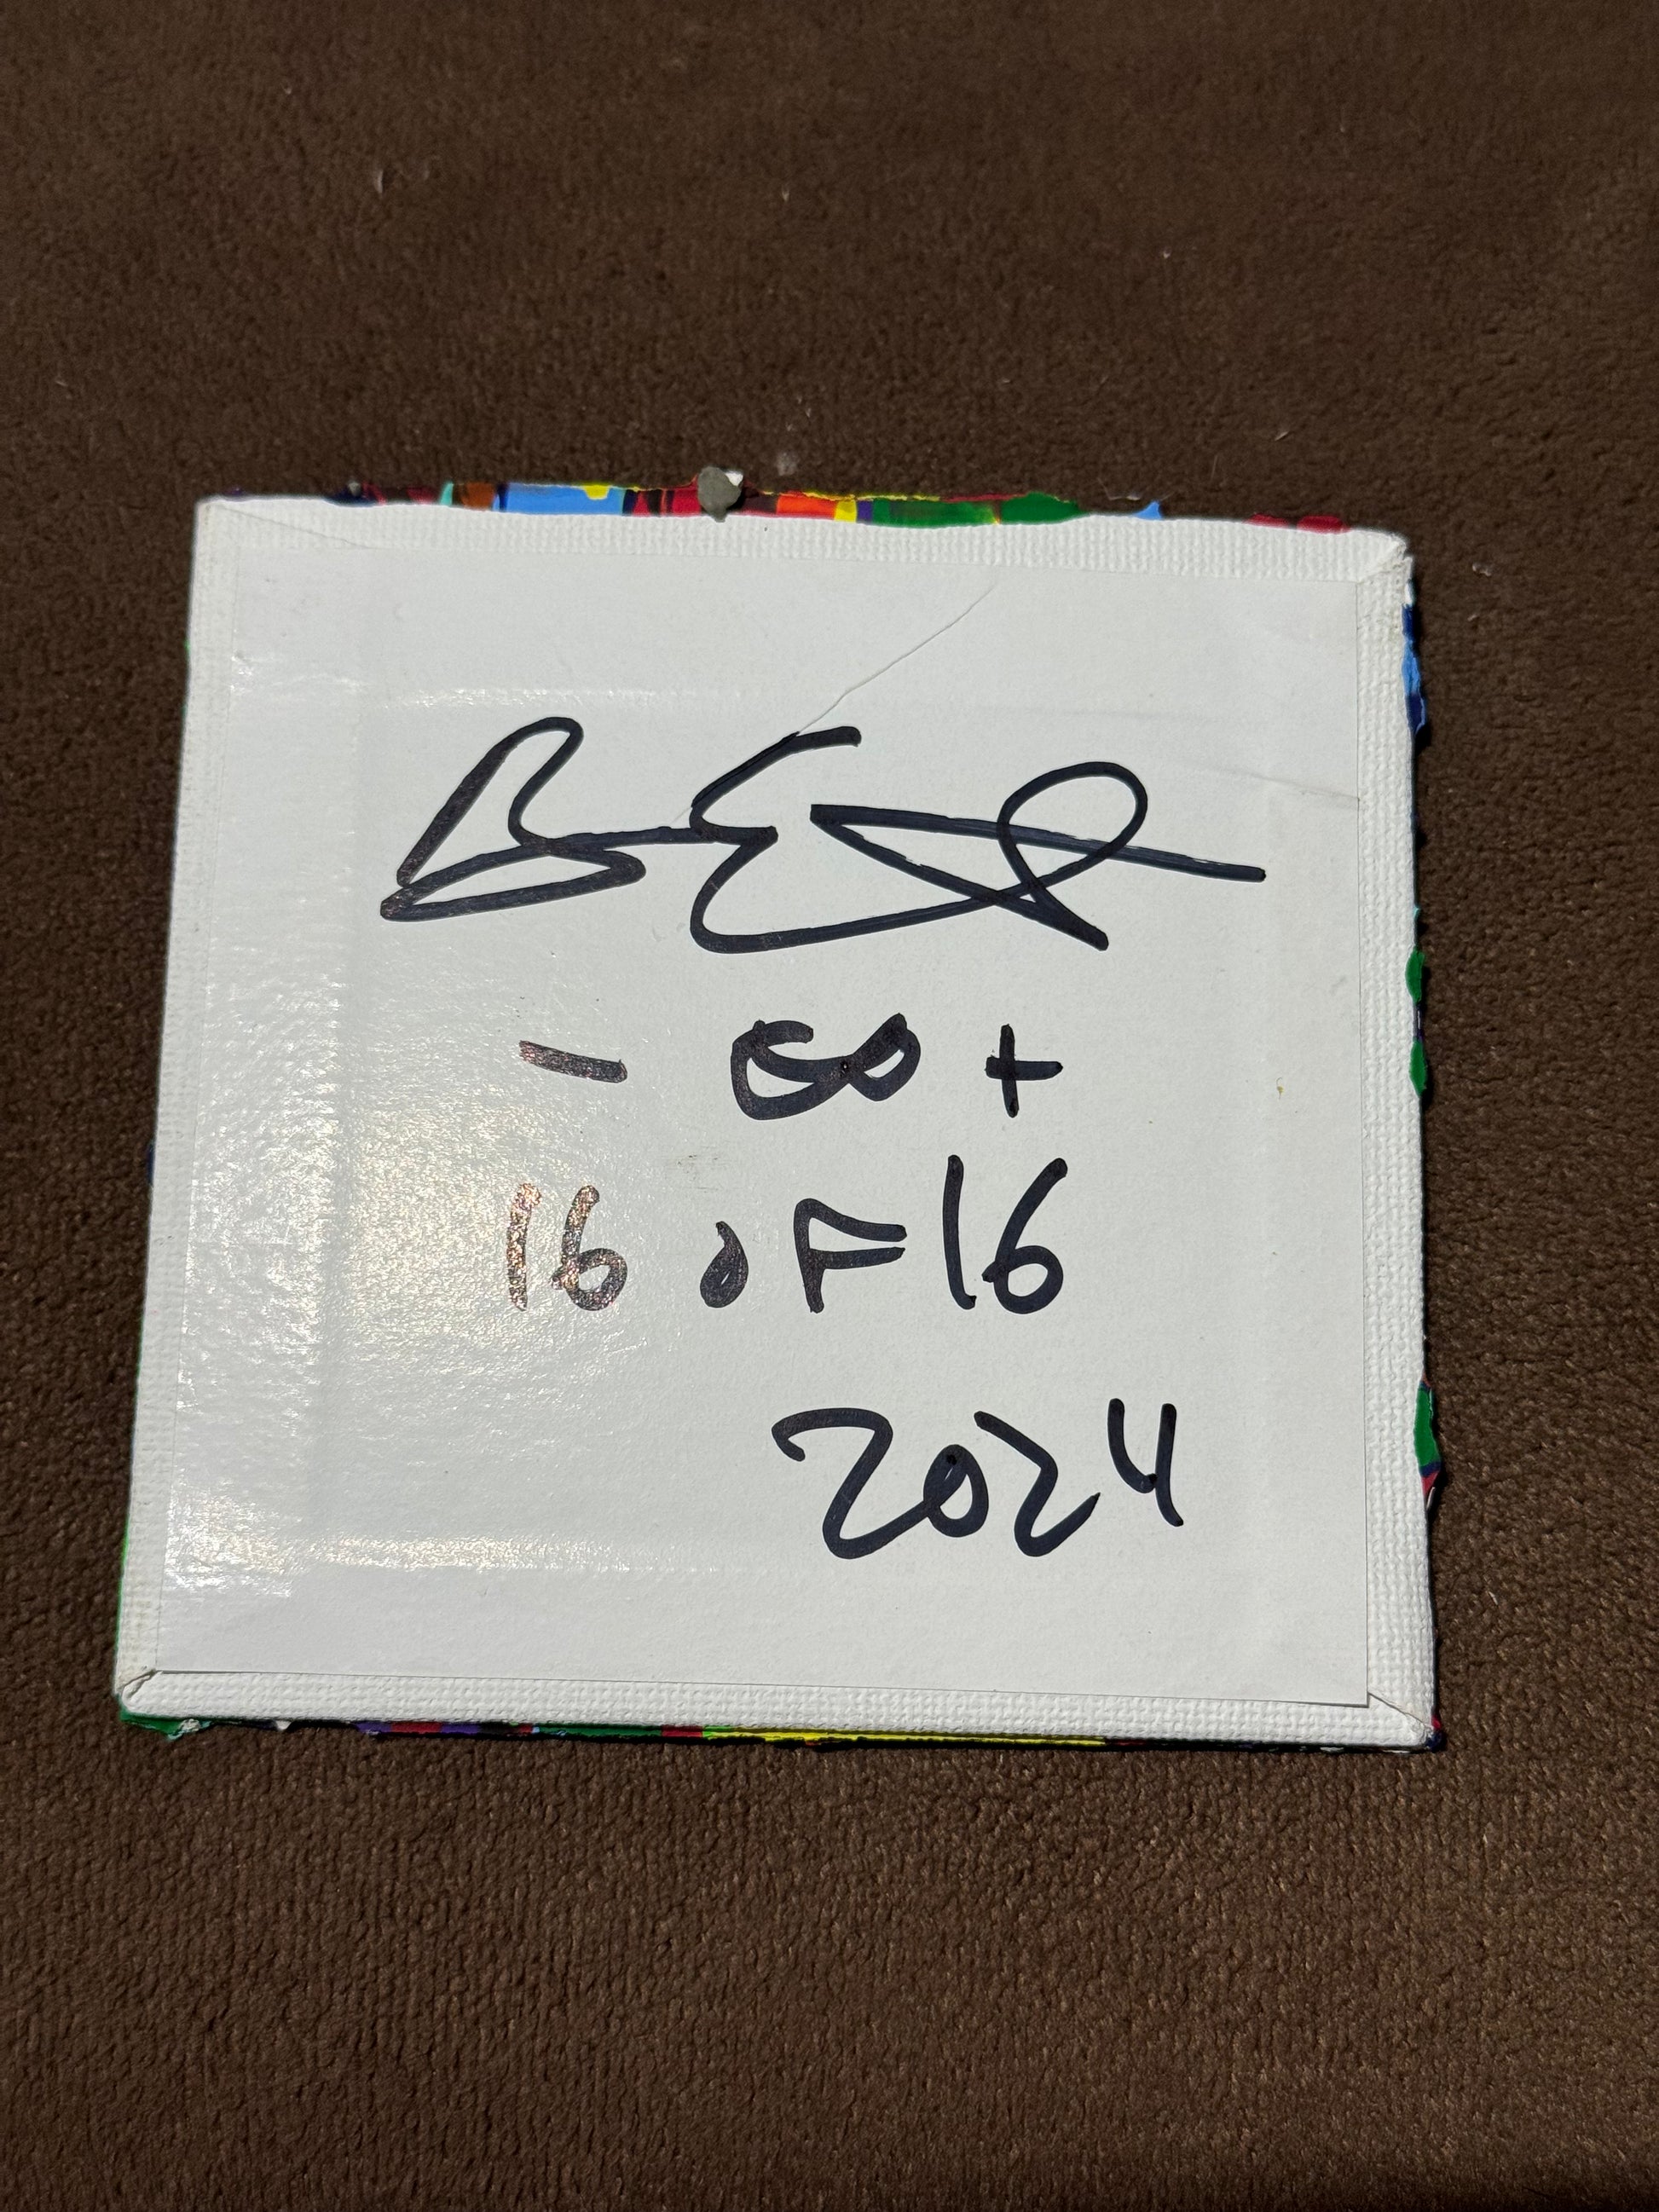 - ∞ +
16 OF 16
2024